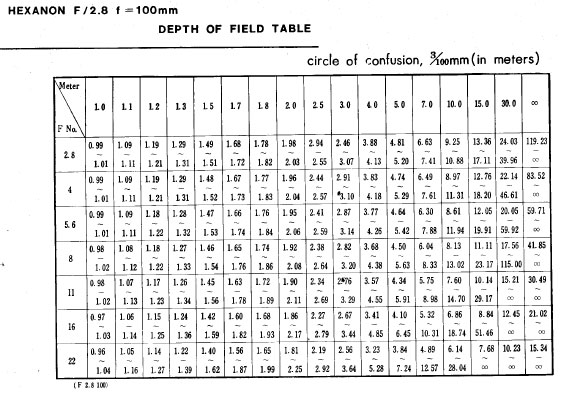 HEXANON F/2.8 f=100mm
DEPTH OF FIELD TABLE
circle of confusion, 3/100mm (in meters)
Meter
F No. 1.0 1.1 1.2 1.3 1.5 1.7 1.8 2.0 2.5 3.0 4.0 5.0 7.0 10.0 15.0 30.0 ∞
0.99 1.09 1.19 1.29 1.49 1.68 1.78 1.98 2.94 2.46 3.88 4.81 6.63 9.25 13.36 24.03 119.23
2.8 ~ ~ ~ ~ ~ ~ ~ ~ ~ ~ ~ ~ ~ ~ ~ ~ ~
1.01 1.11 1.21 1.31 1.51 1.72 1.82 2.03 2.55 3.07 4.13 5.20 7.41 10.88 17.11 39.96 ∞
0.99 1.09 1.19 1.29 1.48 1.67 1.77 1.96 2.44 2.91 3.83 4.74 6.49 8.97 12.76 22.14 83.52
4 ~ ~ ~ ~ ~ ~ ~ ~ ~ ~ ~ ~ ~ ~ ~ ~ ~
1.01 1.11 1.21 1.31 1.52 1.73 1.83 2.04 2.57 3.10 4.18 5.29 7.61 11.31 18.20 46.61 ∞
0.99 1.09 1.18 1.28 1.47 1.66 1.76 1.95 2.41 2.87 3.77 4.64 6.30 8.61 12.05 20.05 59.71
5.6 ~ ~ ~ ~ ~ ~ ~ ~ ~ ~ ~ ~ ~ ~ ~ ~ ~
1.01 1.11 1.22 1.32 1.53 1.74 1.84 2.06 2.59 3.14 4.26 5.42 7.88 11.94 19.91 59.92 ∞
0.98 1.08 1.18 1.27 1.46 1.65 1.74 1.92 2.38 2.82 3.68 4.50 6.04 8.13 11.11 17.56 41.85
8 ~ ~ ~ ~ ~ ~ ~ ~ ~ ~ ~ ~ ~ ~ ~ ~ ~
1.02 1.12 1.22 1.33 1.54 1.76 1.86 2.08 2.64 3.20 4.38 5.63 8.33 13.02 23.17 115.00 ∞
0.98 1.07 1.17 1.26 1.45 1.63 1.72 1.90 2.34 2.76 3.57 4.34 5.75 7.60 10.14 15.21 30.49
11 ~ ~ ~ ~ ~ ~ ~ ~ ~ ~ ~ ~ ~ ~ ~ ~ ~
1.02 1.13 1.23 1.34 1.56 1.78 1.89 2.11 2.69 3.29 4.55 5.91 8.98 14.70 29.17 ∞ ∞
0.97 1.06 1.15 1.24 1.42 1.60 1.68 1.86 2.27 2.67 3.41 4.10 5.32 6.86 8.84 12.45 21.02
16 ~ ~ ~ ~ ~ ~ ~ ~ ~ ~ ~ ~ ~ ~ ~ ~ ~
1.03 1.14 1.25 1.36 1.59 1.82 1.93 2.17 2.79 3.44 4.85 6.45 10.31 18.74 51.46 ∞ ∞
0.96 1.05 1.14 1.22 1.40 1.56 1.65 1.81 2.19 2.56 3.23 3.84 4.89 6.14 7.68 10.23 15.34
22 ~ ~ ~ ~ ~ ~ ~ ~ ~ ~ ~ ~ ~ ~ ~ ~ ~
1.04 1.16 1.27 1.39 1.62 1.87 1.99 2.25 2.92 3.64 5.28 7.24 12.57 28.04 ∞ ∞ ∞
(F 2.8 100)